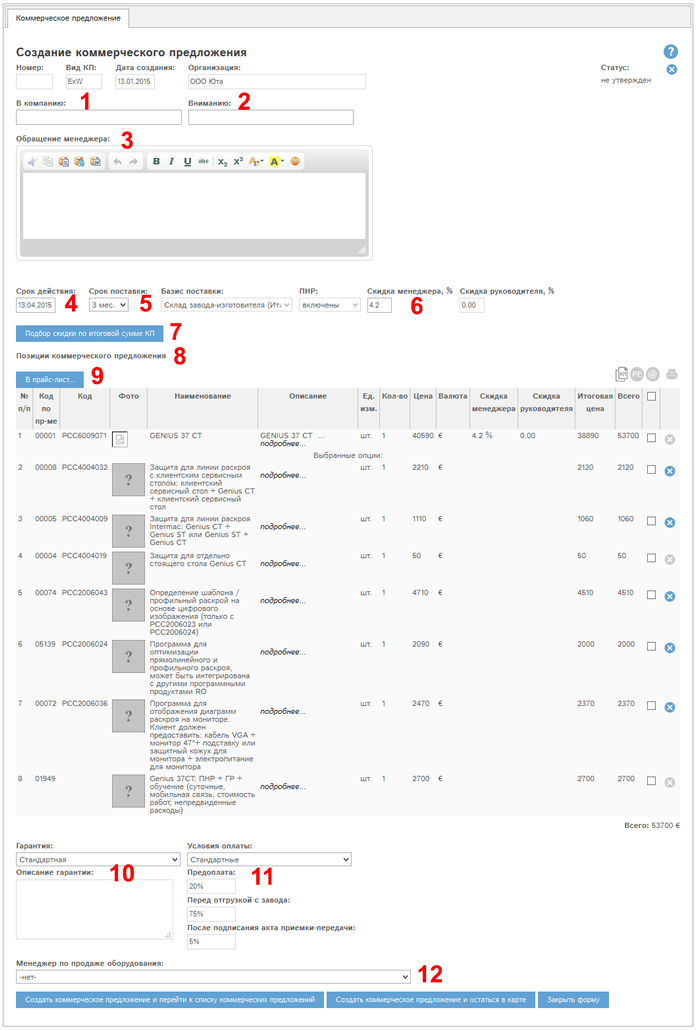 Коммерческое предложение
Создание коммерческого предложения
?
Номер: Вид КП: Дата создания: Организация: Статус:
ExW 13.01.2015 ООО Юта не утвержден
В компанию: 1 Вниманию: 2
Обращение менеджера: 3
B I U abc x₂ x² A A
Срок действия: Срок поставки: Базис поставки: ПНР: Скидка менеджера, % Скидка руководителя, %
13.04.2015 4 3 мес. 5 Склад завода-изготовителя (Ита включены 4.2 6 0.00
Подбор скидки по итоговой сумме КП 7
Позиции коммерческого предложения 8
В прайс-лист... 9 КП PE @
№ п/п Код по пр-ме Код Фото Наименование Описание Ед. изм. Кол-во Цена Валюта Скидка менеджера Скидка руководителя Итоговая цена Всего
1 00001 PCC6009071 GENIUS 37 CT GENIUS 37 CT ... шт. 1 40590 € 4.2 % 0.00 38890 53700
подробнее...
Выбранные опции:
2 00008 PCC4004032 ? Защита для линии раскроя подробнее... шт. 1 2210 € 2120 2120
с клиентским сервисным
столом: клиентский
сервисный стол + Genius CT
+ клиентский сервисный
стол
3 00005 PCC4004009 ? Защита для линии раскроя подробнее... шт. 1 1110 € 1060 1060
Intermac: Genius CT +
Genius ST или Genius ST +
Genius CT
4 00004 PCC4004019 ? Защита для отдельно подробнее... шт. 1 50 € 50 50
стоящего стола Genius CT
5 00074 PCC2006043 ? Определение шаблона / подробнее... шт. 1 4710 € 4510 4510
профильный раскрой на
основе цифрового
изображения (только с
PCC2006023 или
PCC2006024)
6 05139 PCC2006024 ? Программа для подробнее... шт. 1 2090 € 2000 2000
оптимизации
прямолинейного и
профильного раскроя,
может быть интегрирована
с другими программными
продуктами RO
7 00072 PCC2006036 ? Программа для подробнее... шт. 1 2470 € 2370 2370
отображения диаграмм
раскроя на мониторе.
Клиент должен
предоставить: кабель VGA +
монитор 47"+ подставку или
защитный кожух для
монитора + электропитание
для монитора
8 01949 ? Genius 37CT: ПНР + ГР + подробнее... шт. 1 2700 € 2700 2700
обучение (суточные,
мобильная связь, стоимость
работ, непредвиденные
расходы)
Всего: 53700 €
Гарантия: Условия оплаты:
Стандартная Стандартные
Описание гарантии: 10 Предоплата: 11
20%
Перед отгрузкой с завода:
75%
После подписания акта приемки-передачи:
5%
Менеджер по продаже оборудования:
-нет- 12
Создать коммерческое предложение и перейти к списку коммерческих предложений Создать коммерческое предложение и остаться в карте Закрыть форму